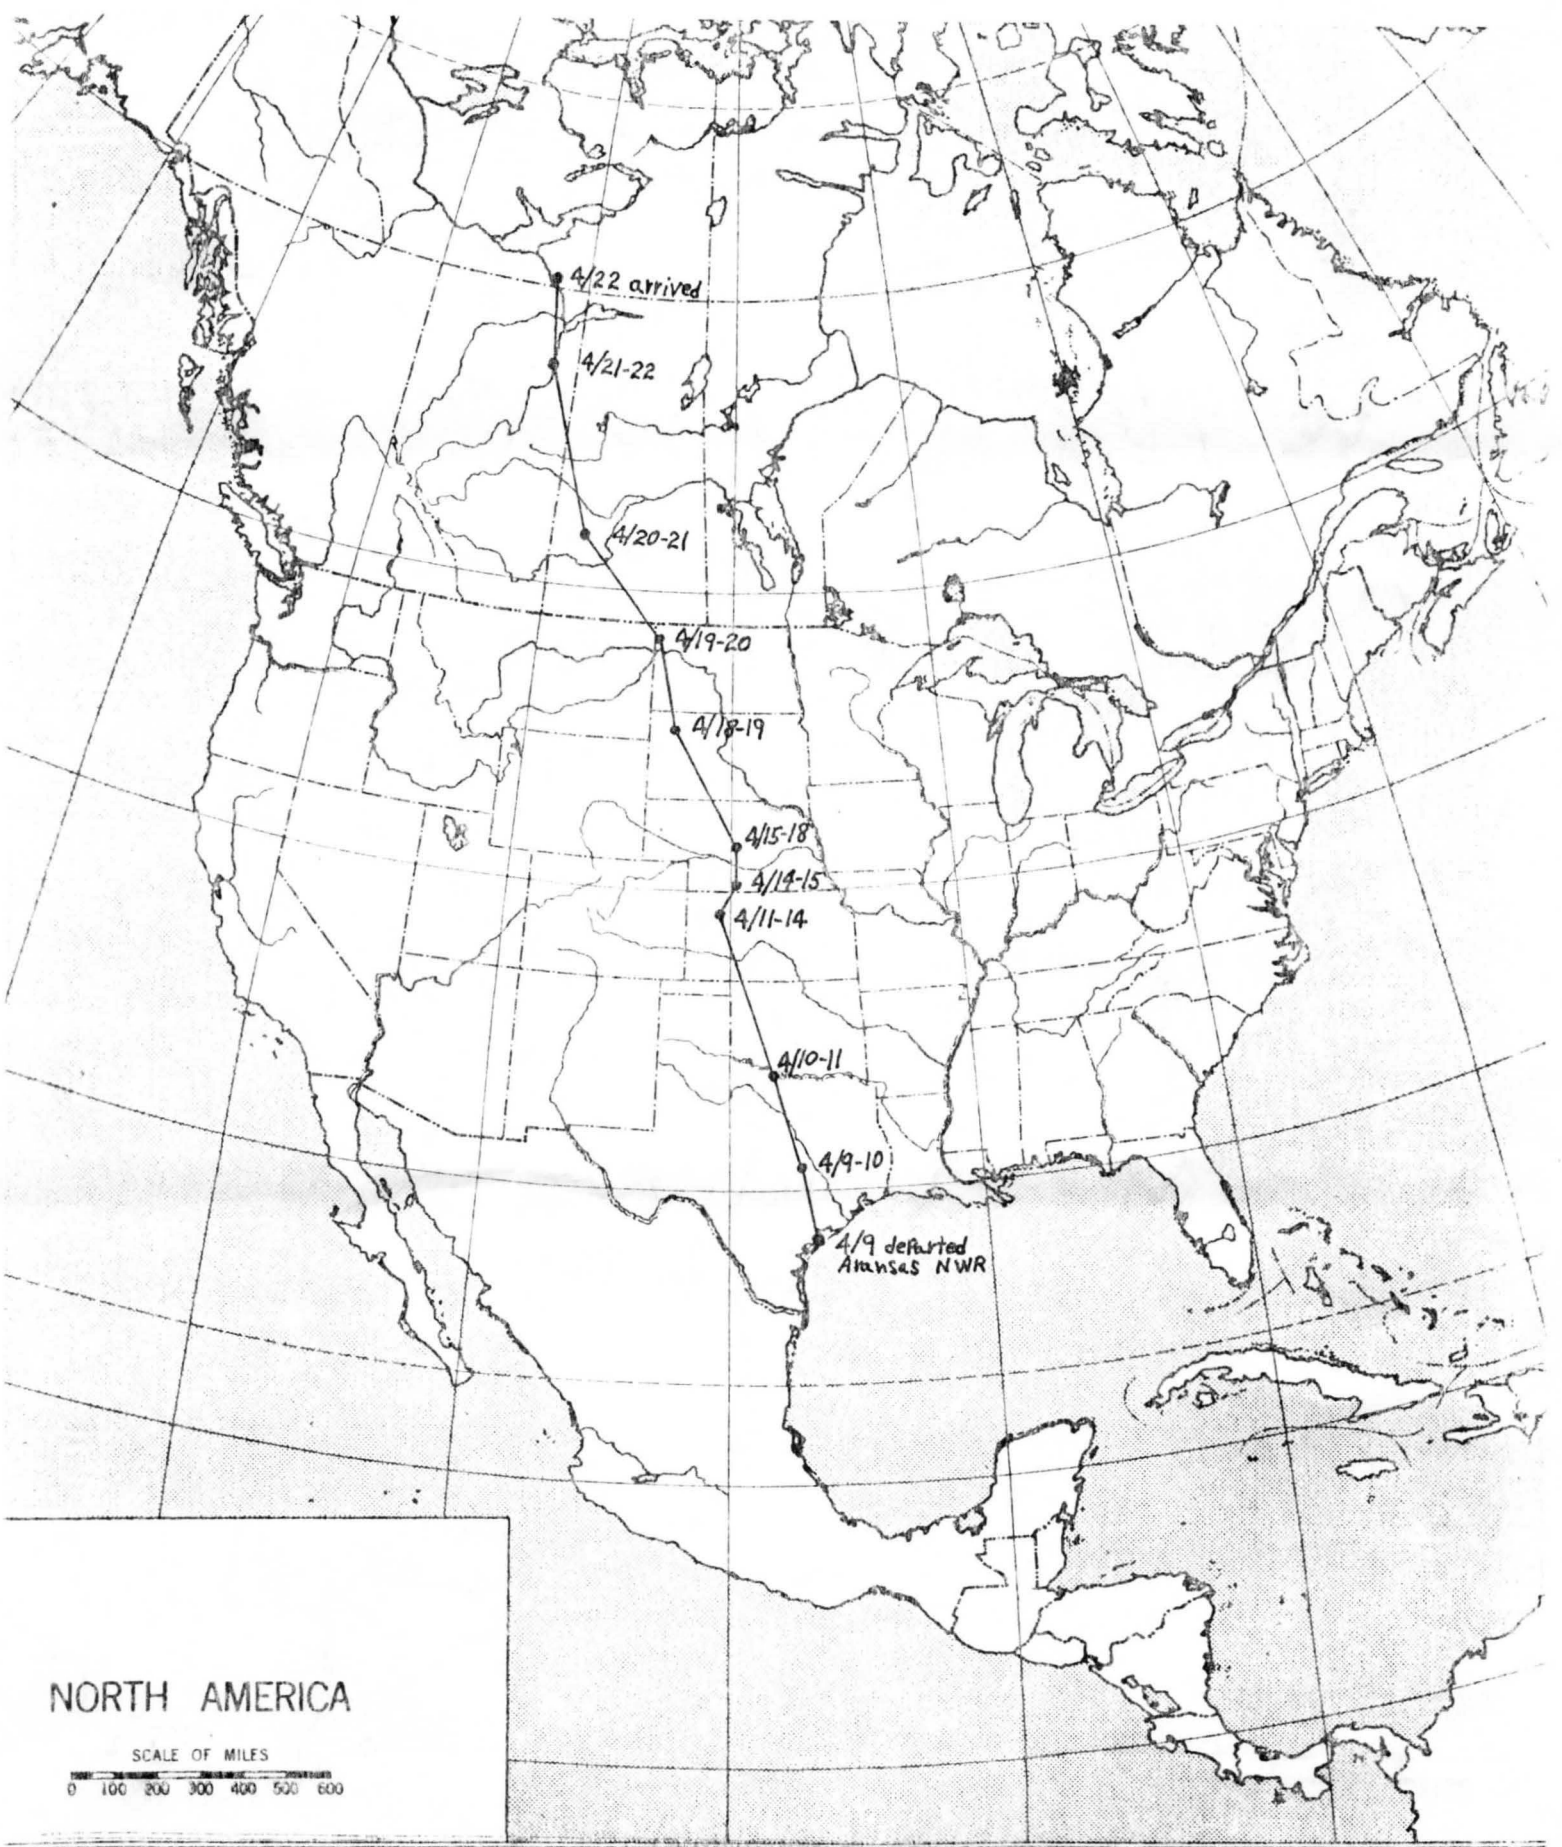 4/22 arrived
4/21-22
4/20-21
4/19-20
4/18-19
4/15-18
4/14-15
4/11-14
4/10-11
4/9-10
4/9 departed
Aransas NWR
NORTH AMERICA
SCALE OF MILES
0 100 200 300 400 500 600